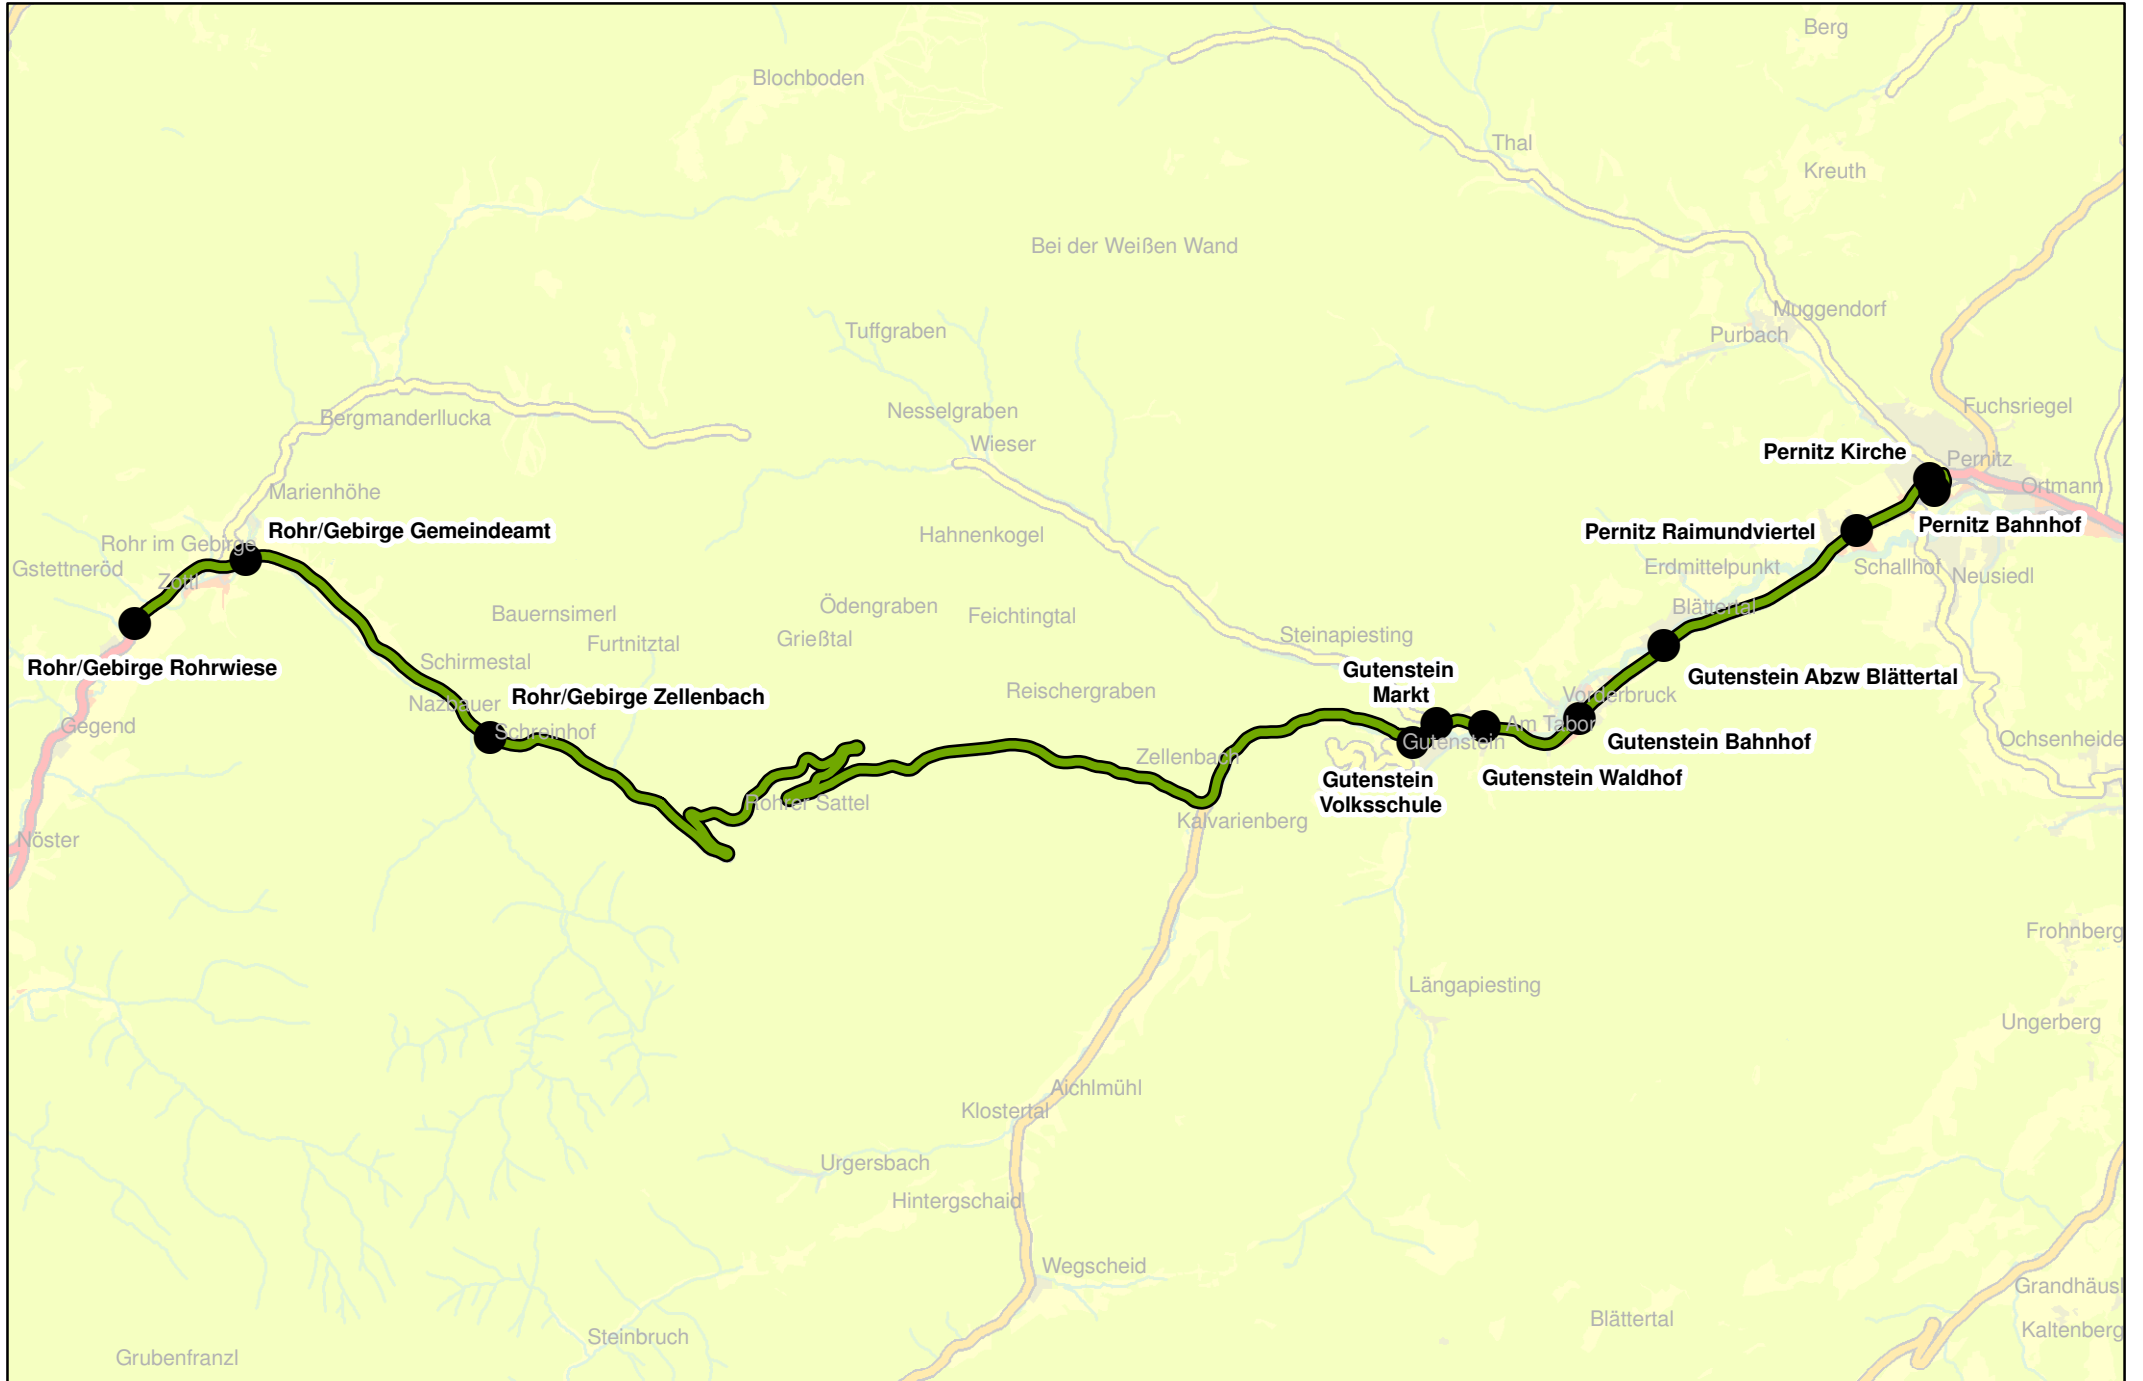 Berg
Blochboden
Thal
Kreuth
Bei der Weißen Wand
Muggendorf
Tuffgraben
Purbach
Fuchsriegel
Nesselgraben
Bergmanderllucka
Wieser
Pernitz Kirche
Pernitz
Marienhöhe
Ortmann
Rohr/Gebirge Gemeindeamt
Pernitz Bahnhof
Pernitz Raimundviertel
Hahnenkogel
Rohr im Gebirge
Gstettneröd
Zottl
Erdmittelpunkt
Schallhof
Neusiedl
Ödengraben
Blättertal
Bauernsimerl
Feichtingtal
Furtnitztal
Grießtal
Steinapiesting
Schirmestal
Rohr/Gebirge Rohrwiese
Gutenstein
Markt
Gutenstein Abzw Blättertal
Reischergraben
Vorderbruck
Rohr/Gebirge Zellenbach
Nazbauer
Gegend
Am Tabor
Schreinhof
Gutenstein
Gutenstein Bahnhof
Ochsenheide
Zellenbach
Gutenstein
Volksschule
Gutenstein Waldhof
Rohrer Sattel
Kalvarienberg
Nöster
Frohnberg
Längapiesting
Ungerberg
Aichlmühl
Klostertal
Urgersbach
Hintergschaid
Wegscheid
Grandhäusl
Blättertal
Kaltenberg
Steinbruch
Grubenfranzl